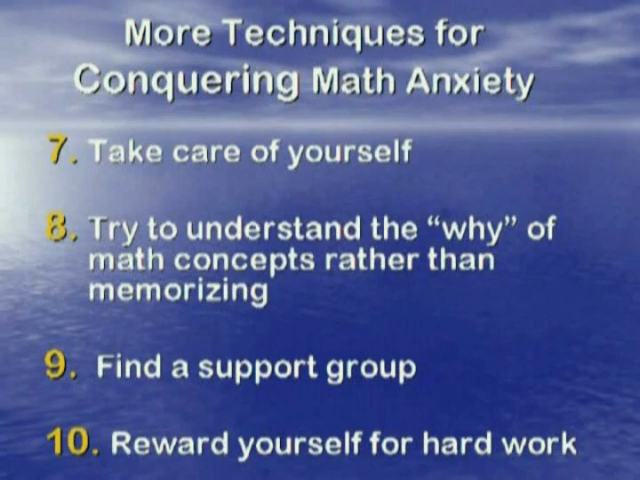 More Techniques for
Conquering Math Anxiety
7. Take care of yourself
8. Try to understand the “why” of
math concepts rather than
memorizing
9. Find a support group
10. Reward yourself for hard work